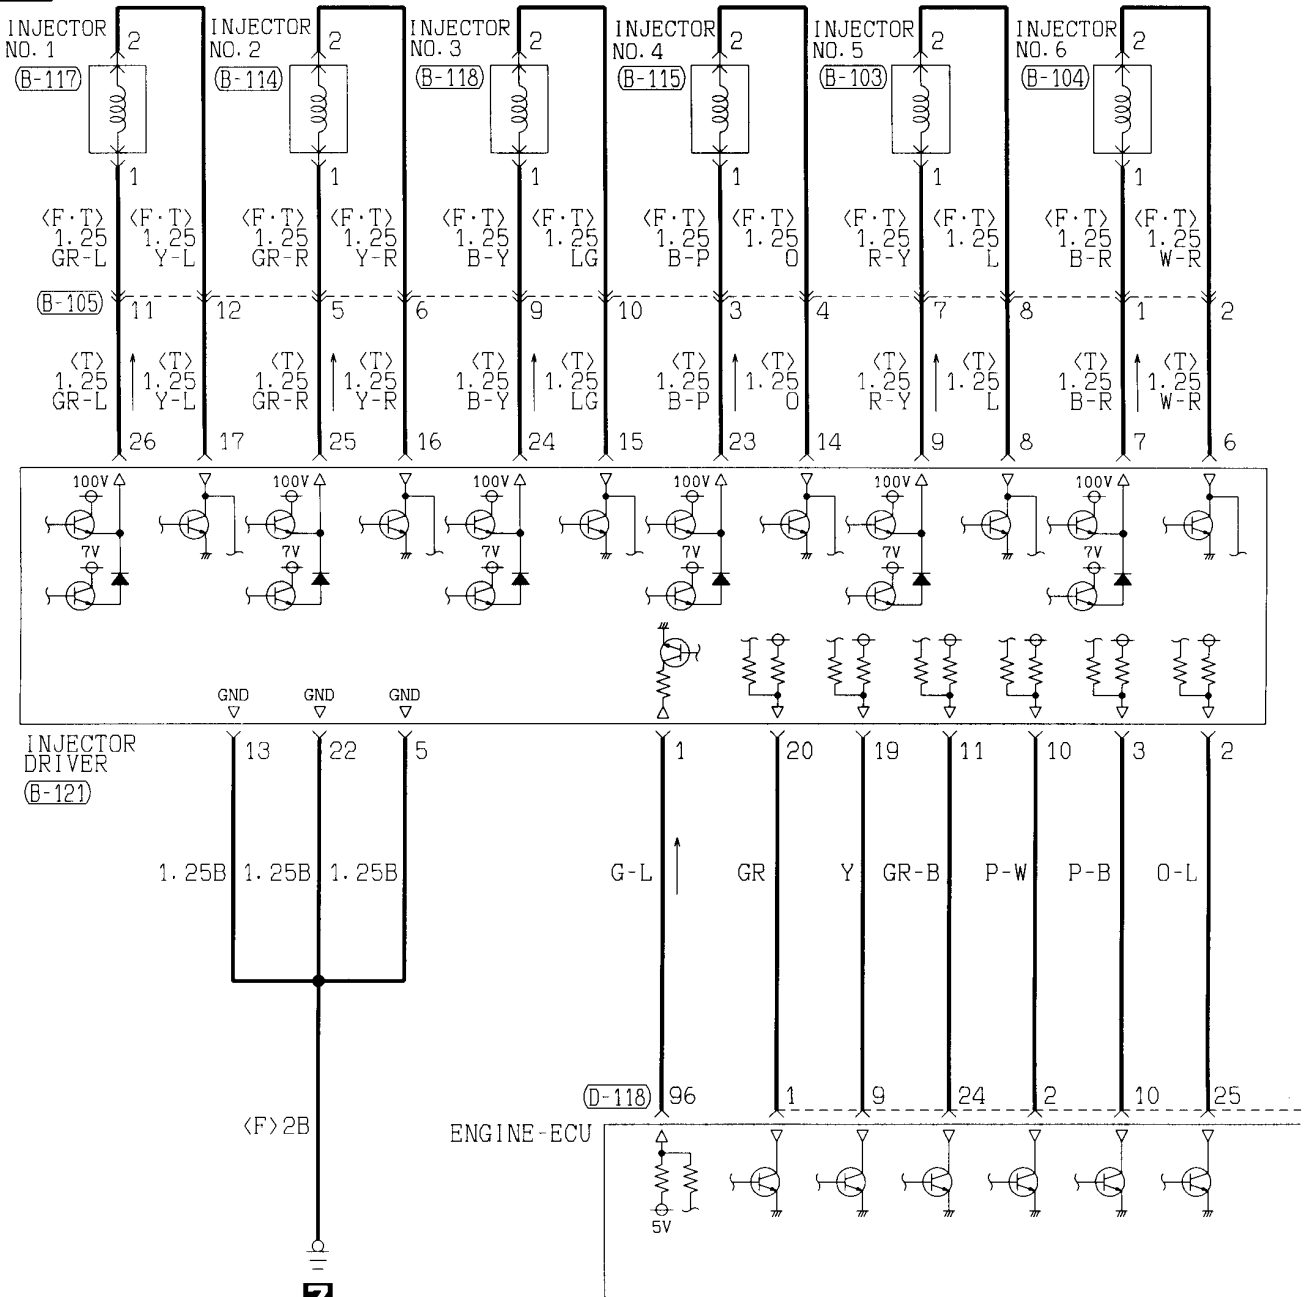 INJECTOR NO. 1 2 INJECTOR NO. 2 2 INJECTOR NO. 3 2 INJECTOR NO. 4 2 INJECTOR NO. 5 2 INJECTOR NO. 6 2
B-117 B-114 B-118 B-115 B-103 B-104
1 1 1 1 1 1
<F·T> <F·T> <F·T> <F·T> <F·T> <F·T> <F·T> <F·T> <F·T> <F·T> <F·T> <F·T>
1.25 1.25 1.25 1.25 1.25 1.25 1.25 1.25 1.25 1.25 1.25 1.25
GR-L Y-L GR-R Y-R B-Y LG B-P O R-Y L B-R W-R
B-105 11 12 5 6 9 10 3 4 7 8 1 2
<T> <T> <T> <T> <T> <T> <T> <T> <T> <T> <T> <T>
1.25 1.25 1.25 1.25 1.25 1.25 1.25 1.25 1.25 1.25 1.25 1.25
GR-L Y-L GR-R Y-R B-Y LG B-P O R-Y L B-R W-R
26 17 25 16 24 15 23 14 9 8 7 6
100V 100V 100V 100V 100V 100V
7V 7V 7V 7V 7V 7V
GND GND GND
INJECTOR DRIVER
B-121
13 22 5 1 20 19 11 10 3 2
1.25B 1.25B 1.25B G-L GR Y GR-B P-W P-B O-L
D-118 96 1 9 24 2 10 25
<F>2B ENGINE-ECU
5V
7